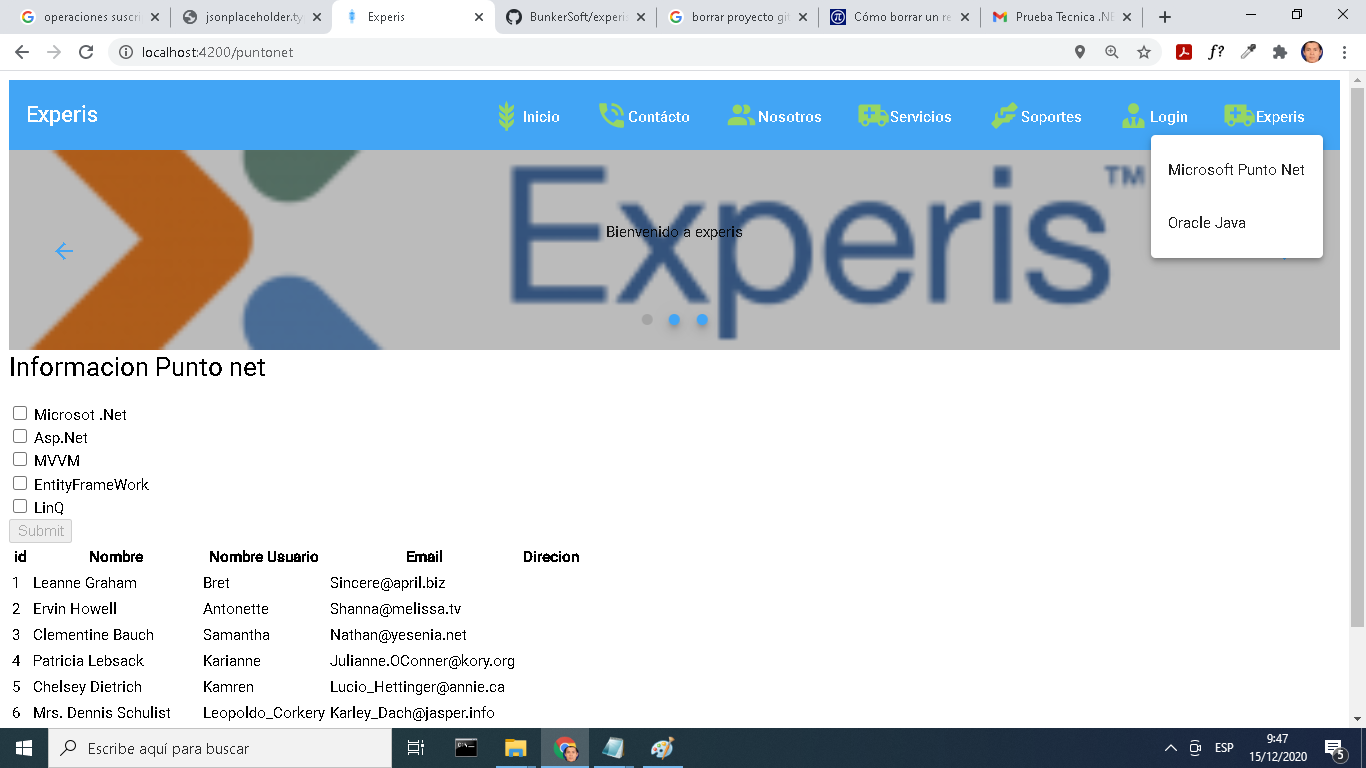 operaciones suscri
jsonplaceholder.ty
Experis
BunkerSoft/experi
borrar proyecto git
Cómo borrar un re
Prueba Tecnica .NE
localhost:4200/puntonet
f?
Experis
Inicio
Contácto
Nosotros
Servicios
Soportes
Login
Experis
Microsoft Punto Net
Oracle Java
Experis™
Bienvenido a experis
Informacion Punto net
Microsot .Net
Asp.Net
MVVM
EntityFrameWork
LinQ
Submit
id Nombre Nombre Usuario Email Direcion
1 Leanne Graham Bret Sincere@april.biz
2 Ervin Howell Antonette Shanna@melissa.tv
3 Clementine Bauch Samantha Nathan@yesenia.net
4 Patricia Lebsack Karianne Julianne.OConner@kory.org
5 Chelsey Dietrich Kamren Lucio_Hettinger@annie.ca
6 Mrs. Dennis Schulist Leopoldo_Corkery Karley_Dach@jasper.info
Escribe aquí para buscar
ESP
9:47
15/12/2020
5